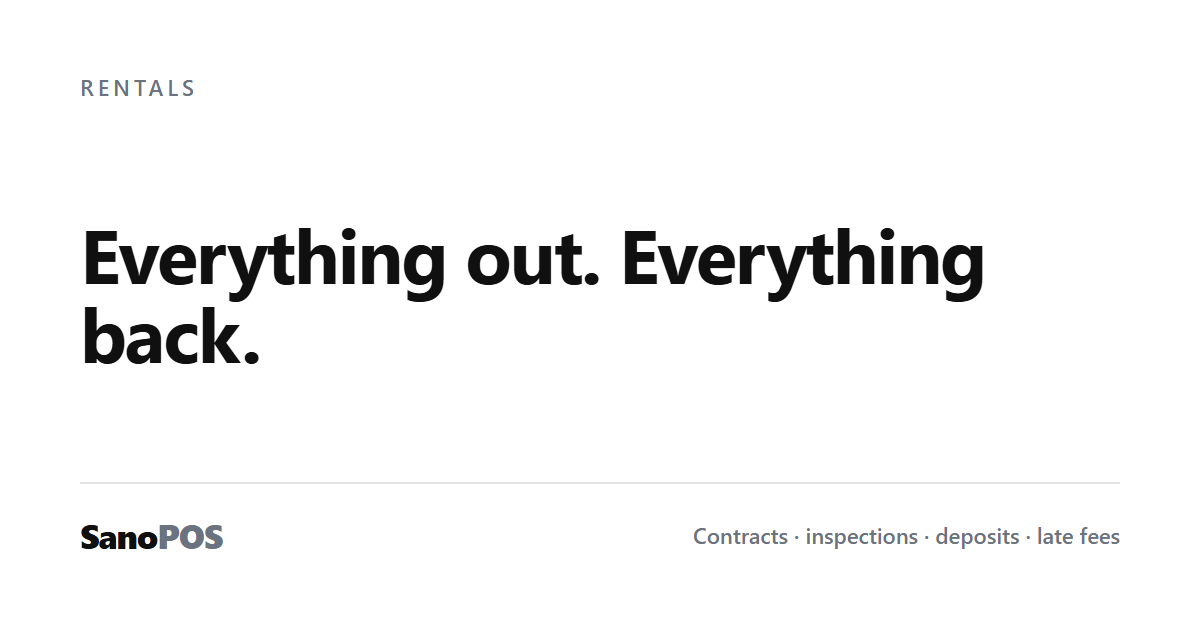 RENTALS
Everything out. Everything
back.
SanoPOS
Contracts · inspections · deposits · late fees